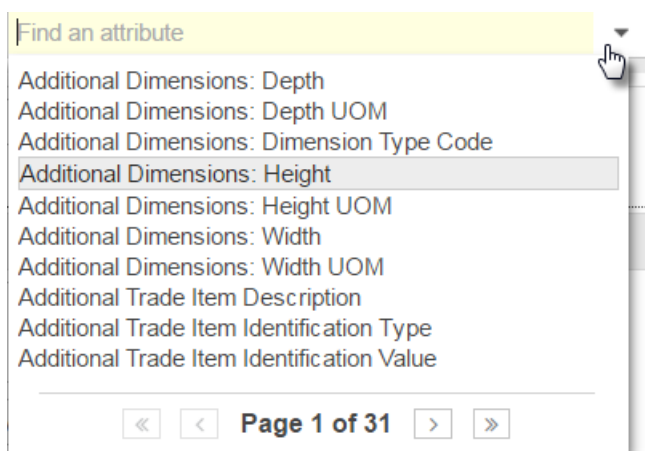 Find an attribute
Additional Dimensions: Depth
Additional Dimensions: Depth UOM
Additional Dimensions: Dimension Type Code
Additional Dimensions: Height
Additional Dimensions: Height UOM
Additional Dimensions: Width
Additional Dimensions: Width UOM
Additional Trade Item Description
Additional Trade Item Identification Type
Additional Trade Item Identification Value
« < Page 1 of 31 > »